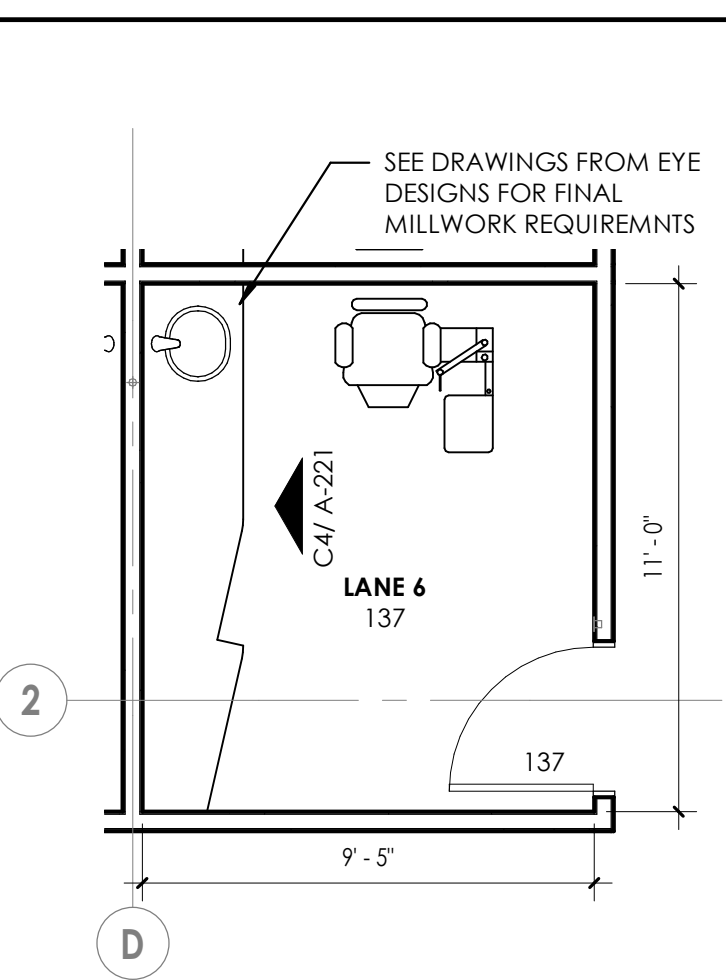 SEE DRAWINGS FROM EYE
DESIGNS FOR FINAL
MILLWORK REQUIREMNTS
C4/ A-221
LANE 6
137
11' - 0"
2
137
9' - 5"
D